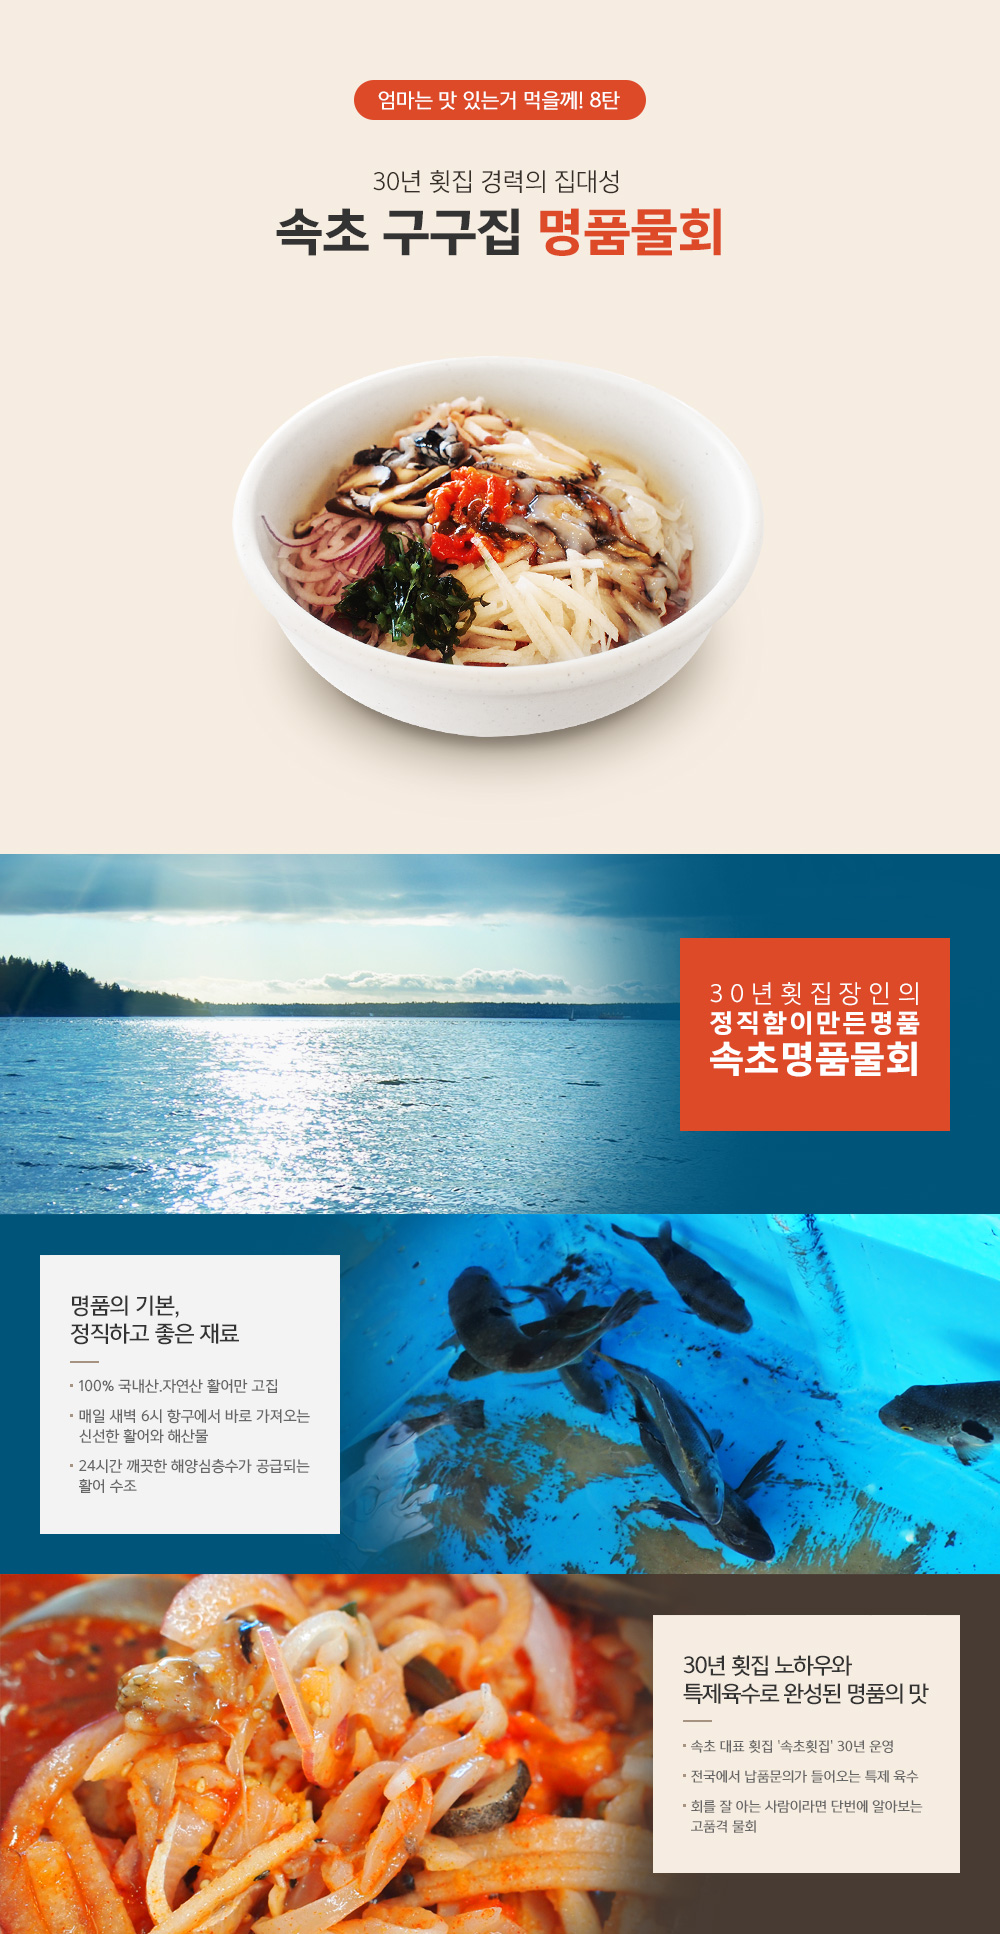 엄마는 맛 있는거 먹을께! 8탄
30년 횟집 경력의 집대성
속초 구구집 명품물회
30년횟집장인의
정직함이만든명품
속초명품물회
명품의 기본,
정직하고 좋은 재료
100% 국내산.자연산 활어만 고집
매일 새벽 6시 항구에서 바로 가져오는
신선한 활어와 해산물
24시간 깨끗한 해양심층수가 공급되는
활어 수조
30년 횟집 노하우와
특제육수로 완성된 명품의 맛
속초 대표 횟집 '속초횟집' 30년 운영
전국에서 납품문의가 들어오는 특제 육수
회를 잘 아는 사람이라면 단번에 알아보는
고품격 물회